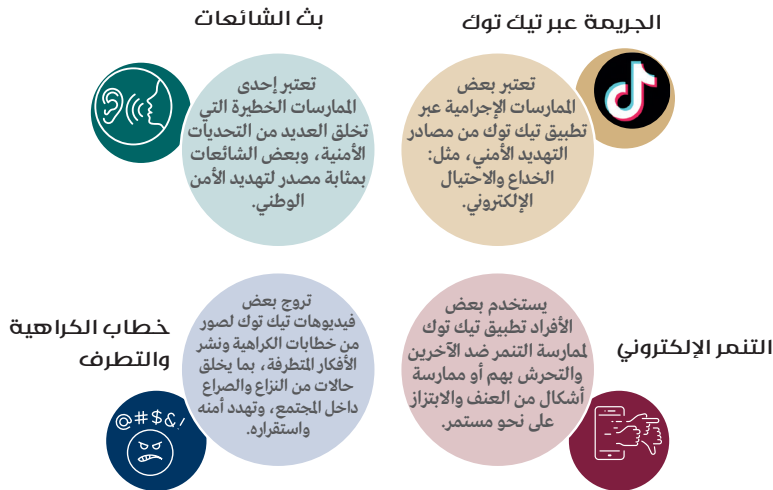 الجريمة عبر تيك توك
تعتبر بعض
الممارسات الإجرامية عبر
تطبيق تيك توك من مصادر
التهديد الأمني، مثل:
الخداع والاحتيال
الإلكتروني.
بث الشائعات
تعتبر إحدى
الممارسات الخطيرة التي
تخلق العديد من التحديات
الأمنية، وبعض الشائعات
بمثابة مصدر لتهديد الأمن
الوطني.
التنمر الإلكتروني
يستخدم بعض
الأفراد تطبيق تيك توك
لممارسة التنمر ضد الآخرين
والتحرش بهم أو ممارسة
أشكال من العنف والابتزاز
على نحو مستمر.
خطاب الكراهية
والتطرف
تروج بعض
فيديوهات تيك توك لصور
من خطابات الكراهية ونشر
الأفكار المتطرفة، بما يخلق
حالات من النزاع والصراع
داخل المجتمع، وتهدد أمنه
واستقراره.
@#$&!